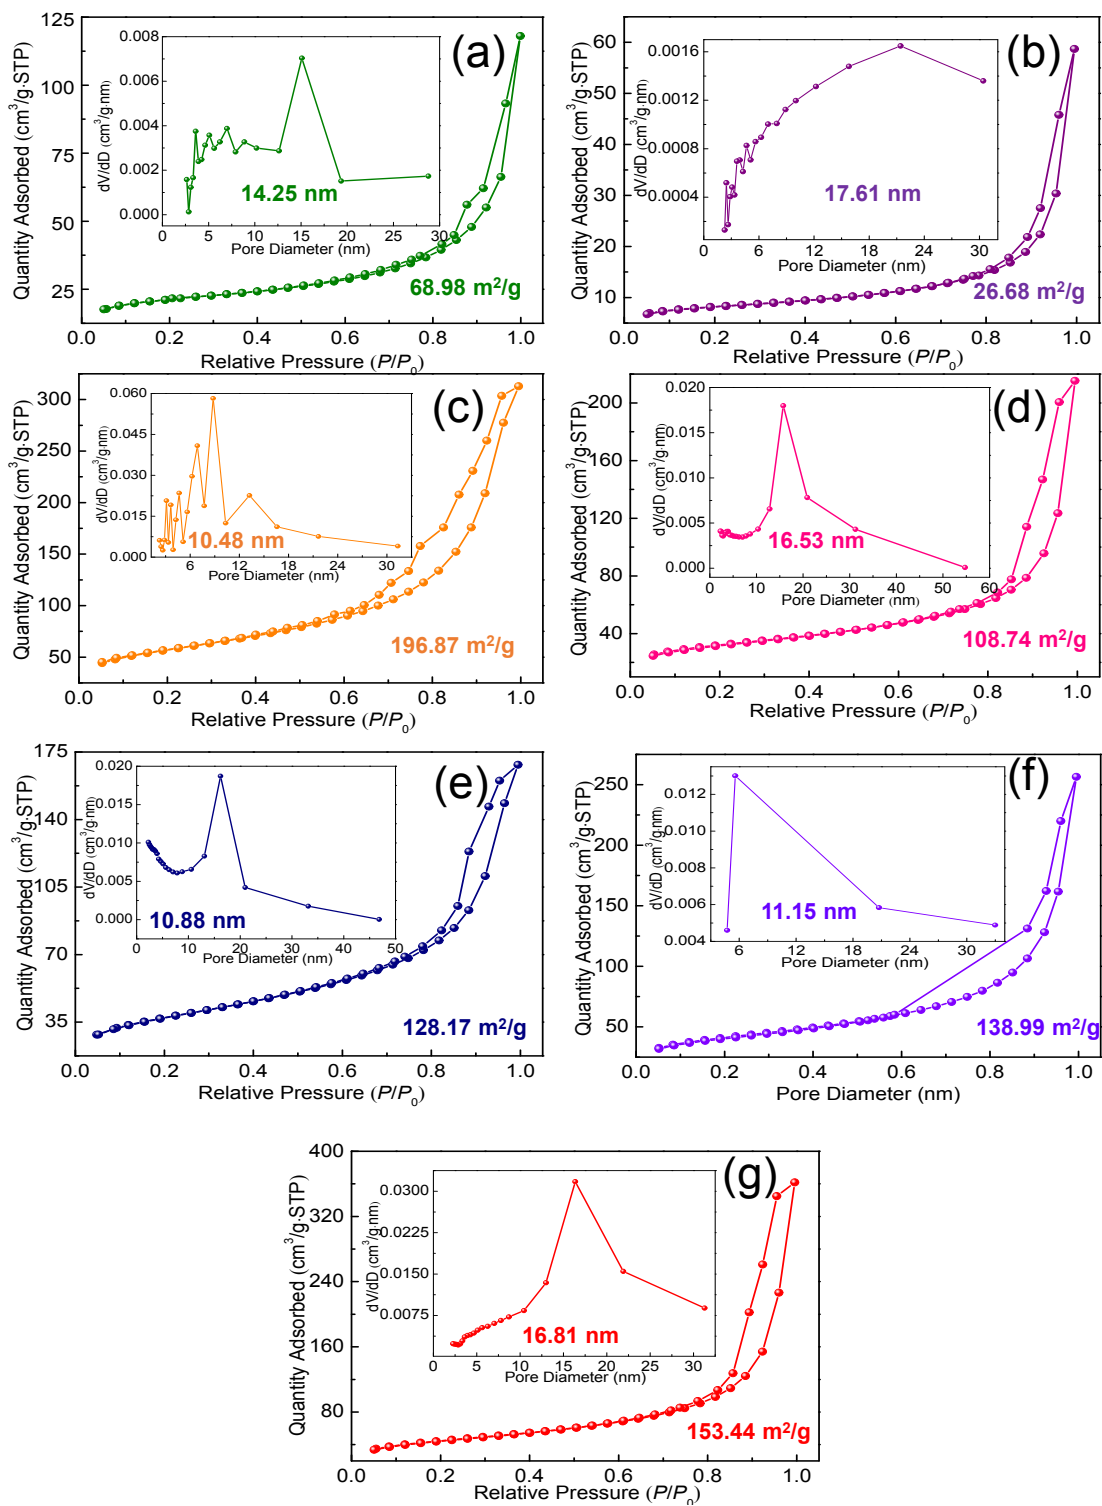 (a)
Quantity Adsorbed (cm³/g·STP)
125
100
75
50
25
0.0 0.2 0.4 0.6 0.8 1.0
Relative Pressure (P/P₀)
dV/dD (cm³/g·nm)
0.008
0.006
0.004
0.002
0.000
0 5 10 15 20 25 30
Pore Diameter (nm)
14.25 nm
68.98 m²/g
(b)
Quantity Adsorbed (cm³/g·STP)
60
50
40
30
20
10
0.0 0.2 0.4 0.6 0.8 1.0
Relative Pressure (P/P₀)
dV/dD (cm³/g·nm)
0.0016
0.0012
0.0008
0.0004
0 6 12 18 24 30
Pore Diameter (nm)
17.61 nm
26.68 m²/g
(c)
Quantity Adsorbed (cm³/g·STP)
300
250
200
150
100
50
0.0 0.2 0.4 0.6 0.8 1.0
Relative Pressure (P/P₀)
dV/dD (cm³/g·nm)
0.060
0.045
0.030
0.015
0.000
6 12 18 24 30
Pore Diameter (nm)
10.48 nm
196.87 m²/g
(d)
Quantity Adsorbed (cm³/g·STP)
200
160
120
80
40
0.0 0.2 0.4 0.6 0.8 1.0
Relative Pressure (P/P₀)
dV/dD (cm³/g·nm)
0.020
0.015
0.010
0.005
0.000
0 10 20 30 40 50 60
Pore Diameter (nm)
16.53 nm
108.74 m²/g
(e)
Quantity Adsorbed (cm³/g·STP)
175
140
105
70
35
0.0 0.2 0.4 0.6 0.8 1.0
Relative Pressure (P/P₀)
dV/dD (cm³/g·nm)
0.020
0.015
0.010
0.005
0.000
0 10 20 30 40 50
Pore Diameter (nm)
10.88 nm
128.17 m²/g
(f)
Quantity Adsorbed (cm³/g·STP)
250
200
150
100
50
0.0 0.2 0.4 0.6 0.8 1.0
Pore Diameter (nm)
dV/dD (cm³/g·nm)
0.012
0.010
0.008
0.006
0.004
6 12 18 24 30
Pore Diameter (nm)
11.15 nm
138.99 m²/g
(g)
Quantity Adsorbed (cm³/g·STP)
400
360
240
160
80
0.0 0.2 0.4 0.6 0.8 1.0
Relative Pressure (P/P₀)
dV/dD (cm³/g·nm)
0.0300
0.0225
0.0150
0.0075
0 5 10 15 20 25 30
Pore Diameter (nm)
16.81 nm
153.44 m²/g